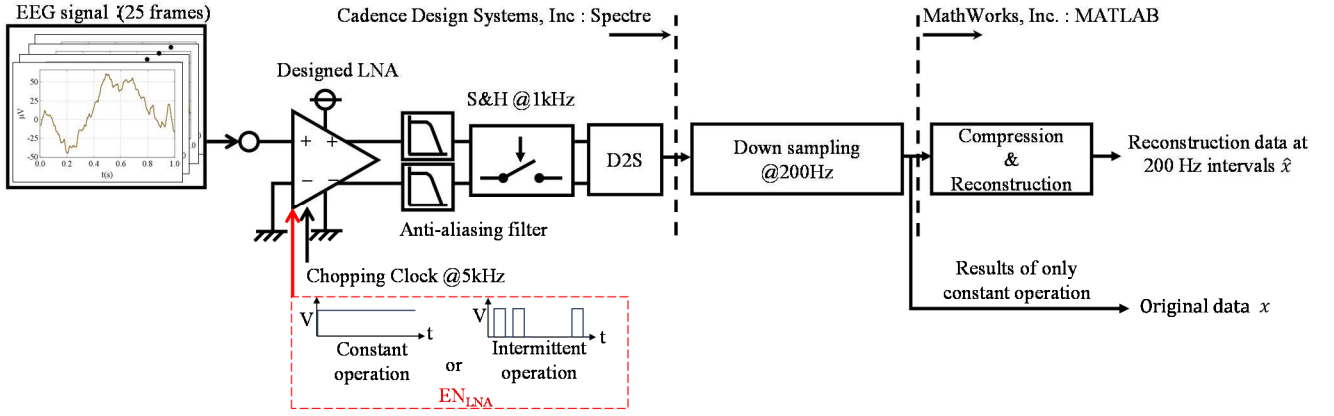 EEG signal (25 frames)
Cadence Design Systems, Inc : Spectre
MathWorks, Inc. : MATLAB
50
25
0
-25
-50
μV
0.0 0.2 0.4 0.6 0.8 1.0
t(s)
Designed LNA
+ +
− −
S&H @1kHz
Anti-aliasing filter
D2S
Down sampling
@200Hz
Compression
&
Reconstruction
Reconstruction data at
200 Hz intervals x̂
Chopping Clock @5kHz
Results of only
constant operation
Original data x
V
t
Constant
operation
or
V
t
Intermittent
operation
EN_LNA